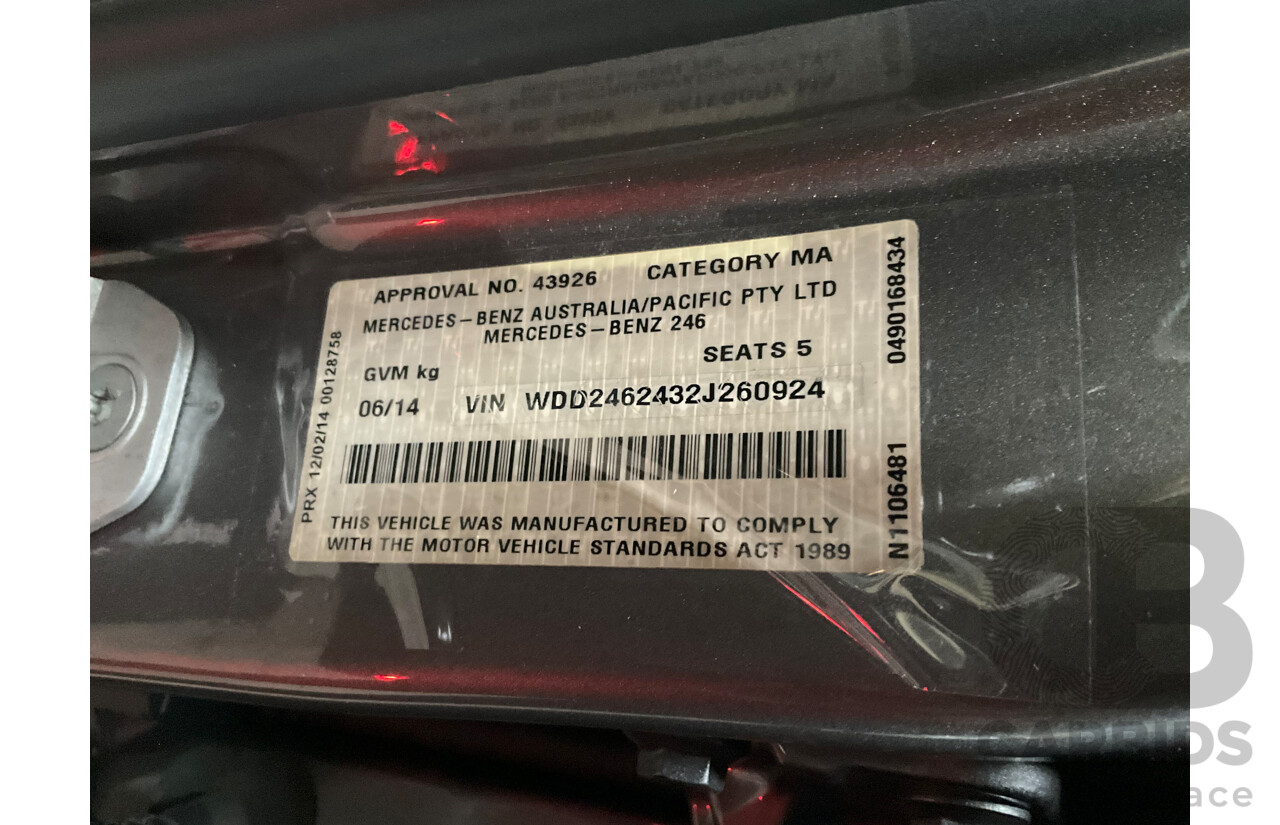 APPROVAL NO. 43926 CATEGORY MA
MERCEDES-BENZ AUSTRALIA/PACIFIC PTY LTD
MERCEDES-BENZ 246
SEATS 5
GVM kg
06/14 VIN WDD2462432J260924
THIS VEHICLE WAS MANUFACTURED TO COMPLY
WITH THE MOTOR VEHICLE STANDARDS ACT 1989
PRX 12/02/14 00128758
0490168434
N1106481